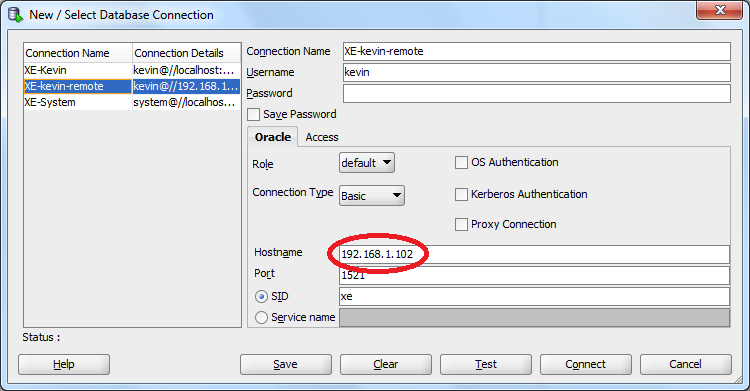 New / Select Database Connection
Connection Name Connection Details
XE-Kevin kevin@//localhost:...
XE-kevin-remote kevin@//192.168.1...
XE-System system@//localhos...
Connection Name XE-kevin-remote
Username kevin
Password
Save Password
Oracle Access
Role default OS Authentication
Connection Type Basic Kerberos Authentication
Proxy Connection
Hostname 192.168.1.102
Port 1521
SID xe
Service name
Status :
Help Save Clear Test Connect Cancel